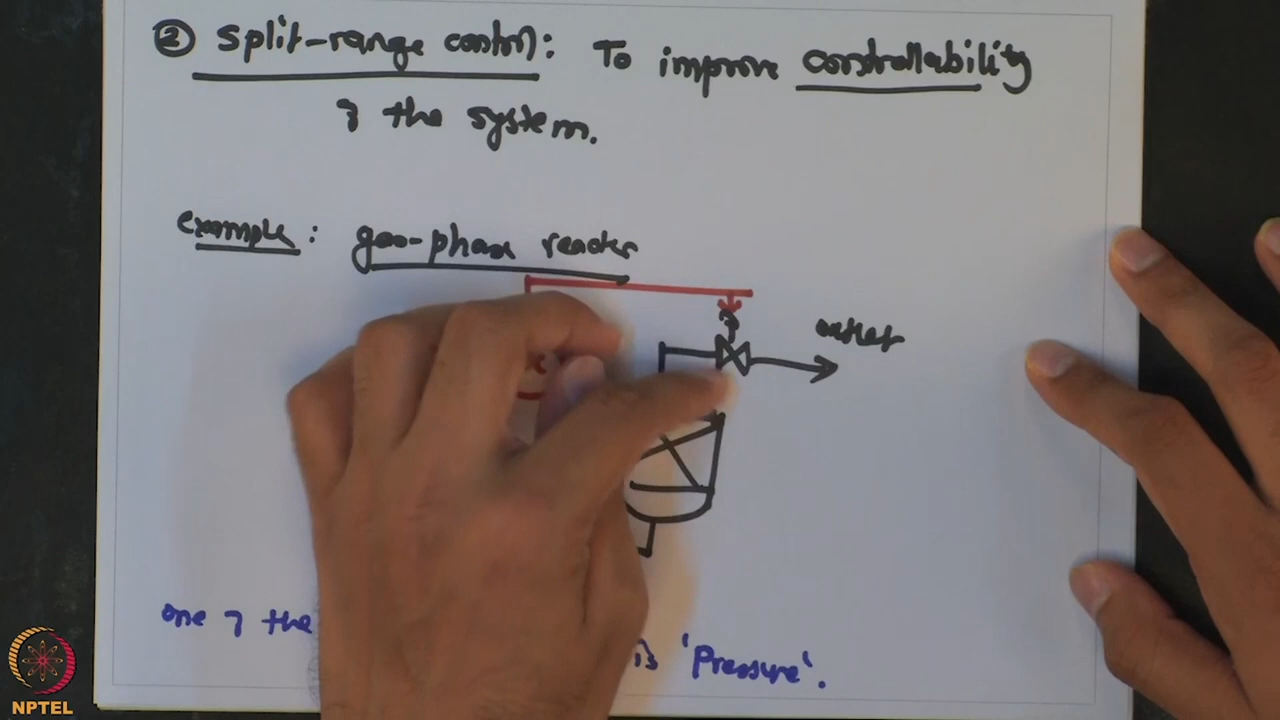 ② Split-range control: To improve controllability
of the system.
example: gas-phase reactor
outlet
one of the
is 'Pressure'.
NPTEL